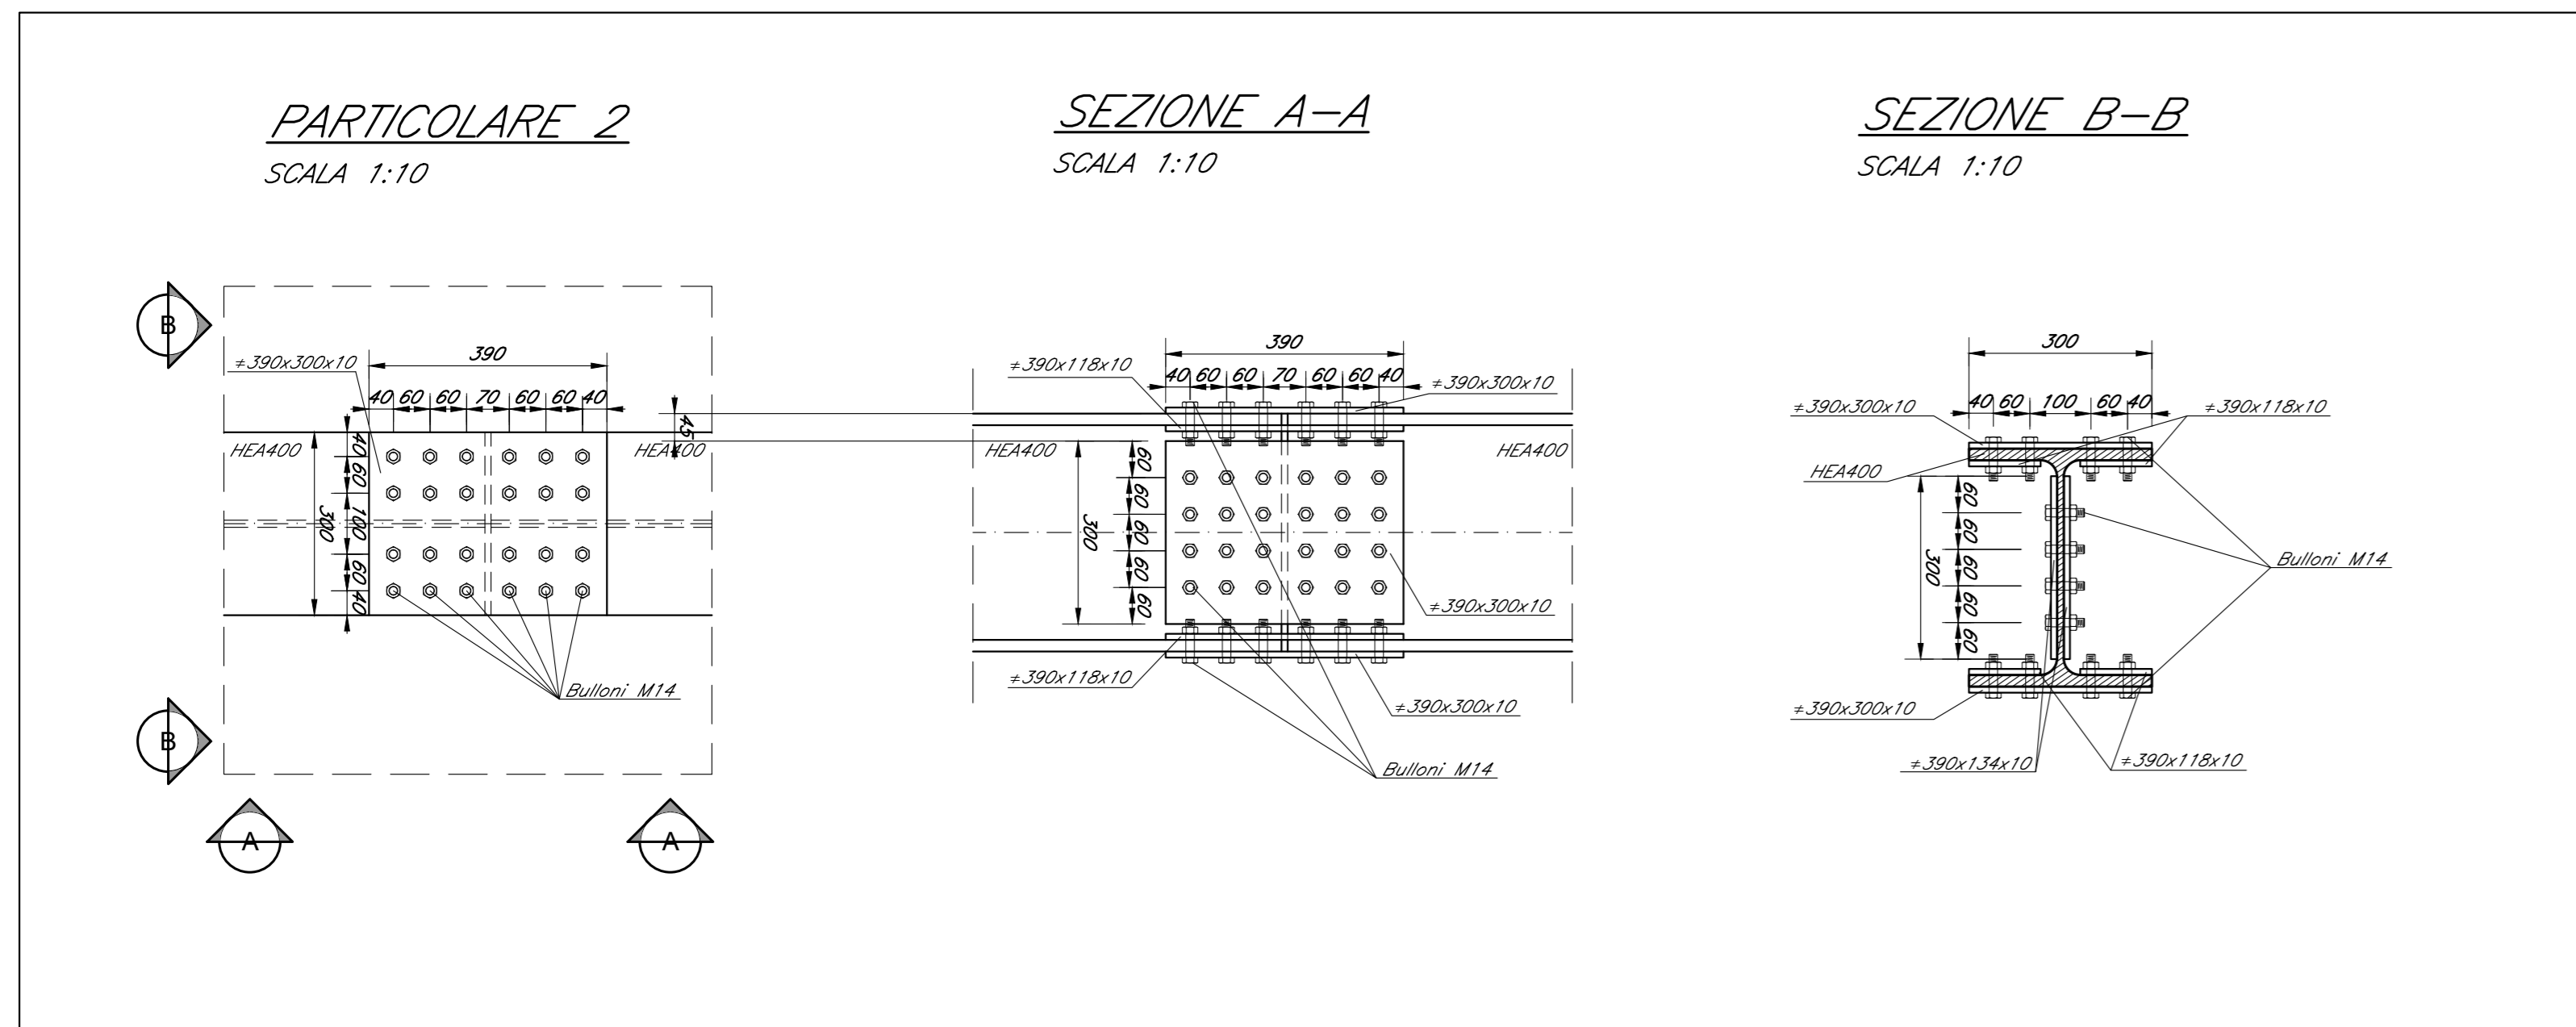 PARTICOLARE 2
SCALA 1:10
B
≠390x300x10
390
40 60 60 70 60 60 40
HEA400
HEA400
300
40
60
100
60
40
Bulloni M14
B
A
A
SEZIONE A-A
SCALA 1:10
390
≠390x118x10
40 60 60 70 60 60 40
≠390x300x10
45
HEA400
HEA400
300
60
60
60
60
60
≠390x300x10
≠390x118x10
≠390x300x10
Bulloni M14
SEZIONE B-B
SCALA 1:10
300
40 60 100 60 40
≠390x300x10
≠390x118x10
HEA400
300
60
60
60
60
60
Bulloni M14
≠390x300x10
≠390x134x10
≠390x118x10